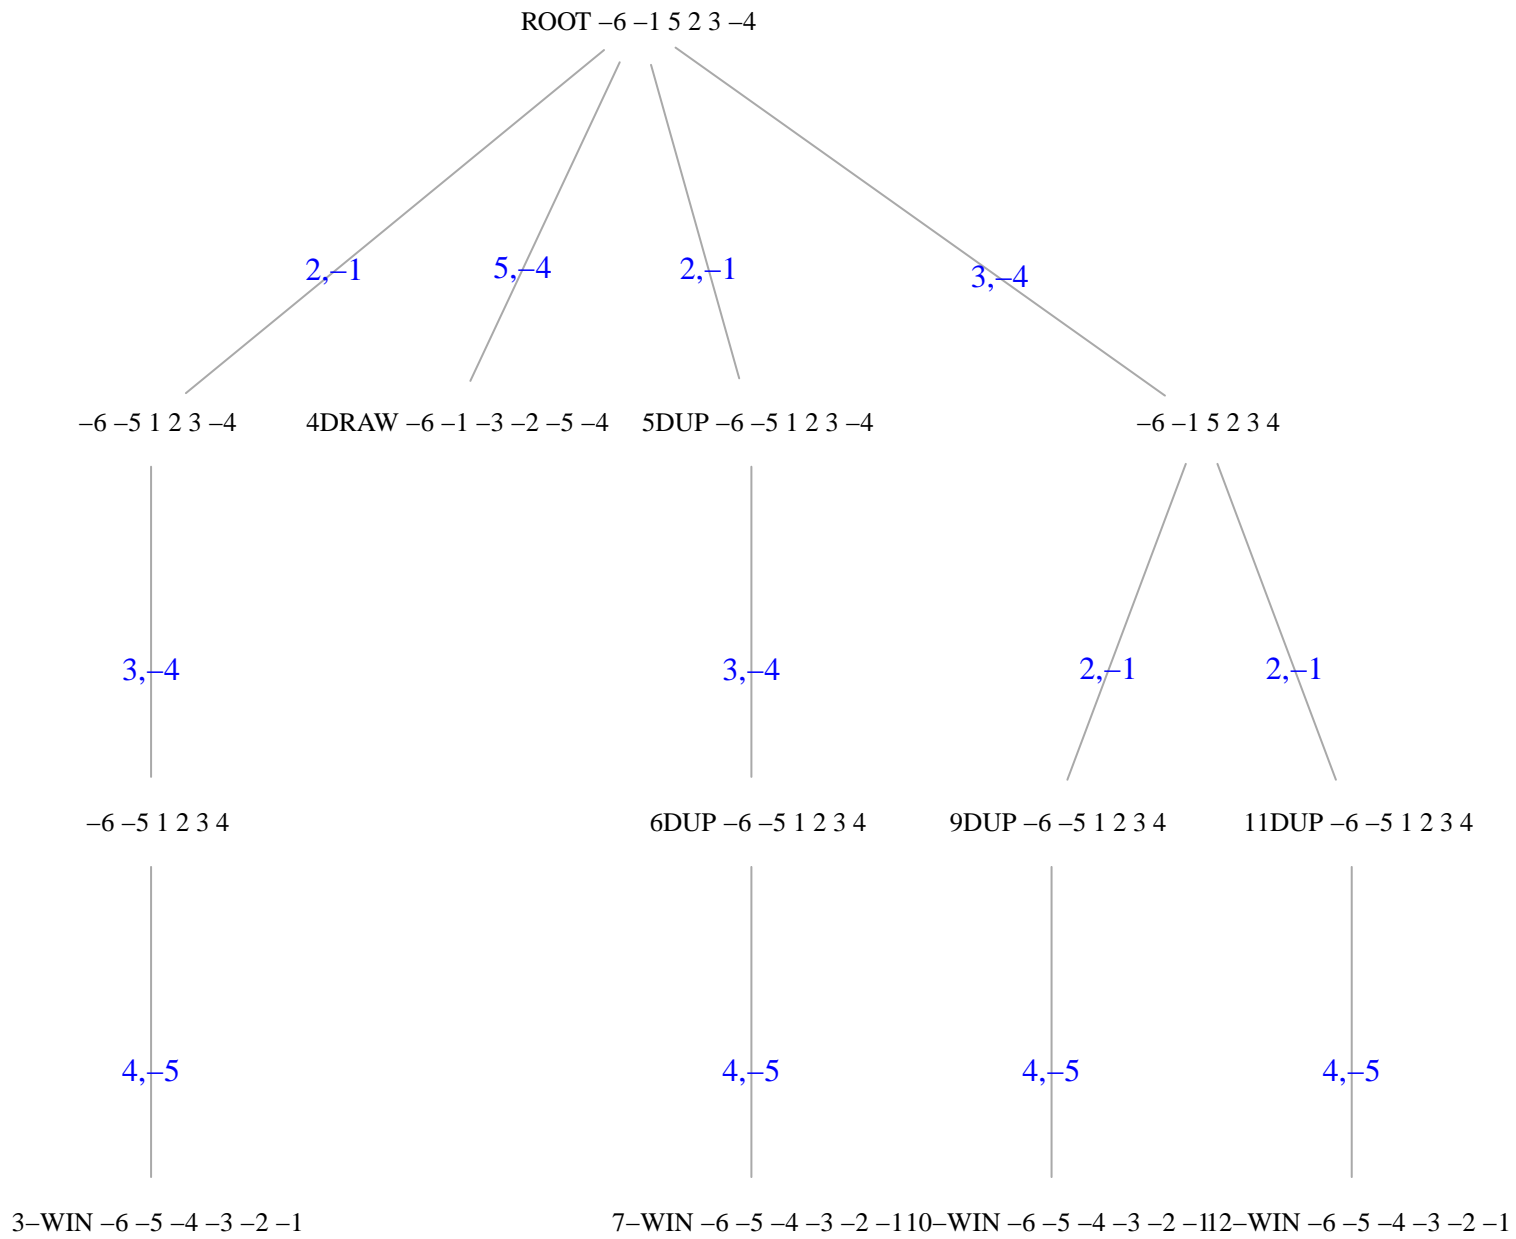 ROOT –6 –1 5 2 3 –4
2,–1 5,–4 2,–1 3,–4
–6 –5 1 2 3 –4 4DRAW –6 –1 –3 –2 –5 –4 5DUP –6 –5 1 2 3 –4 –6 –1 5 2 3 4
3,–4 3,–4 2,–1 2,–1
–6 –5 1 2 3 4 6DUP –6 –5 1 2 3 4 9DUP –6 –5 1 2 3 4 11DUP –6 –5 1 2 3 4
4,–5 4,–5 4,–5 4,–5
3–WIN –6 –5 –4 –3 –2 –1 7–WIN –6 –5 –4 –3 –2 –1 10–WIN –6 –5 –4 –3 –2 –1 12–WIN –6 –5 –4 –3 –2 –1